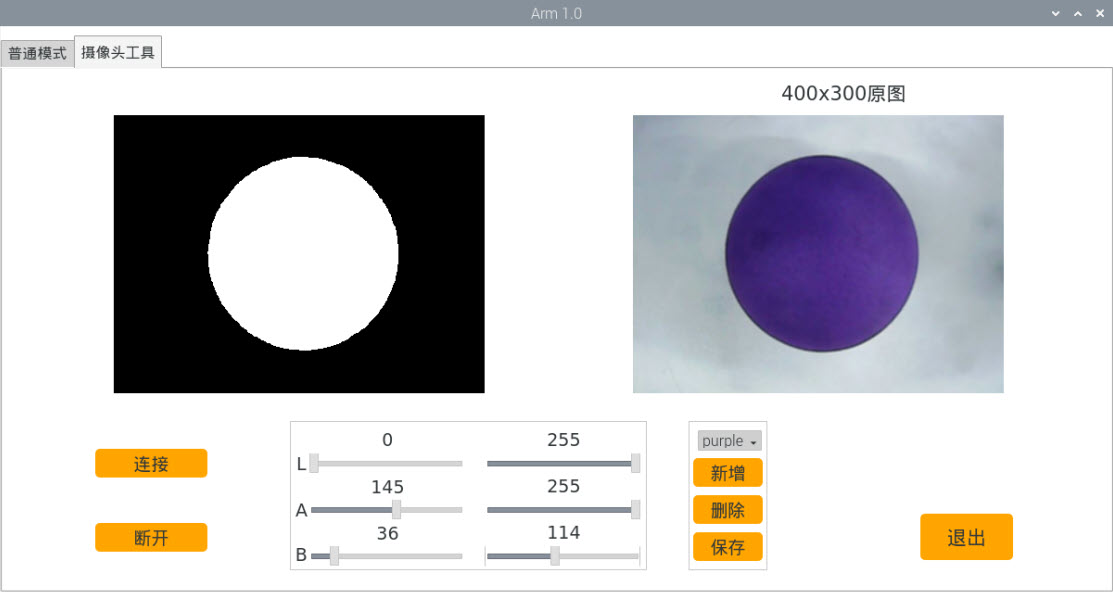 Arm 1.0
普通模式 摄像头工具
400x300原图
0 255
L
145 255
A
36 114
B
purple
新增
删除
保存
连接
断开
退出